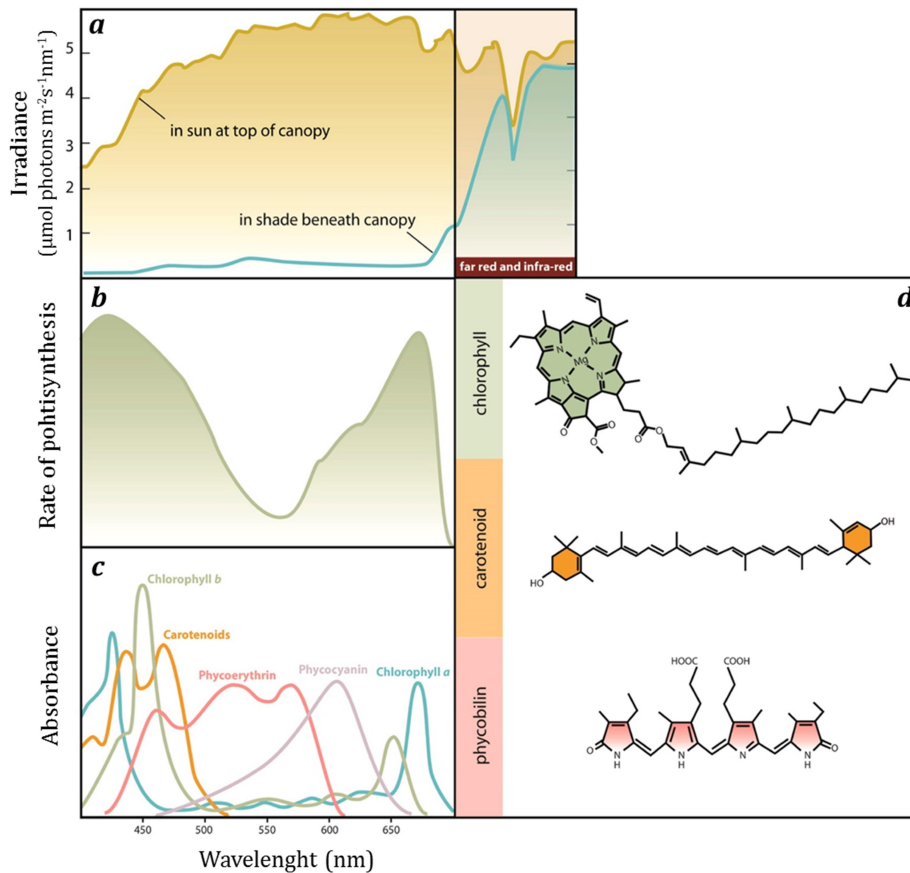 a
Irradiance
(μmol photons m-2s-1nm-1)
5
4
3
2
1
in sun at top of canopy
in shade beneath canopy
far red and infra-red
b
Rate of pohtisynthesis
c
Absorbance
Chlorophyll b
Carotenoids
Phycoerythrin
Phycocyanin
Chlorophyll a
450
500
550
600
650
Wavelenght (nm)
d
chlorophyll
N
N
Mg
N
N
O
O
O
O
O
carotenoid
HO
OH
phycobilin
HOOC
COOH
O
N
H
N
H
N
N
H
O